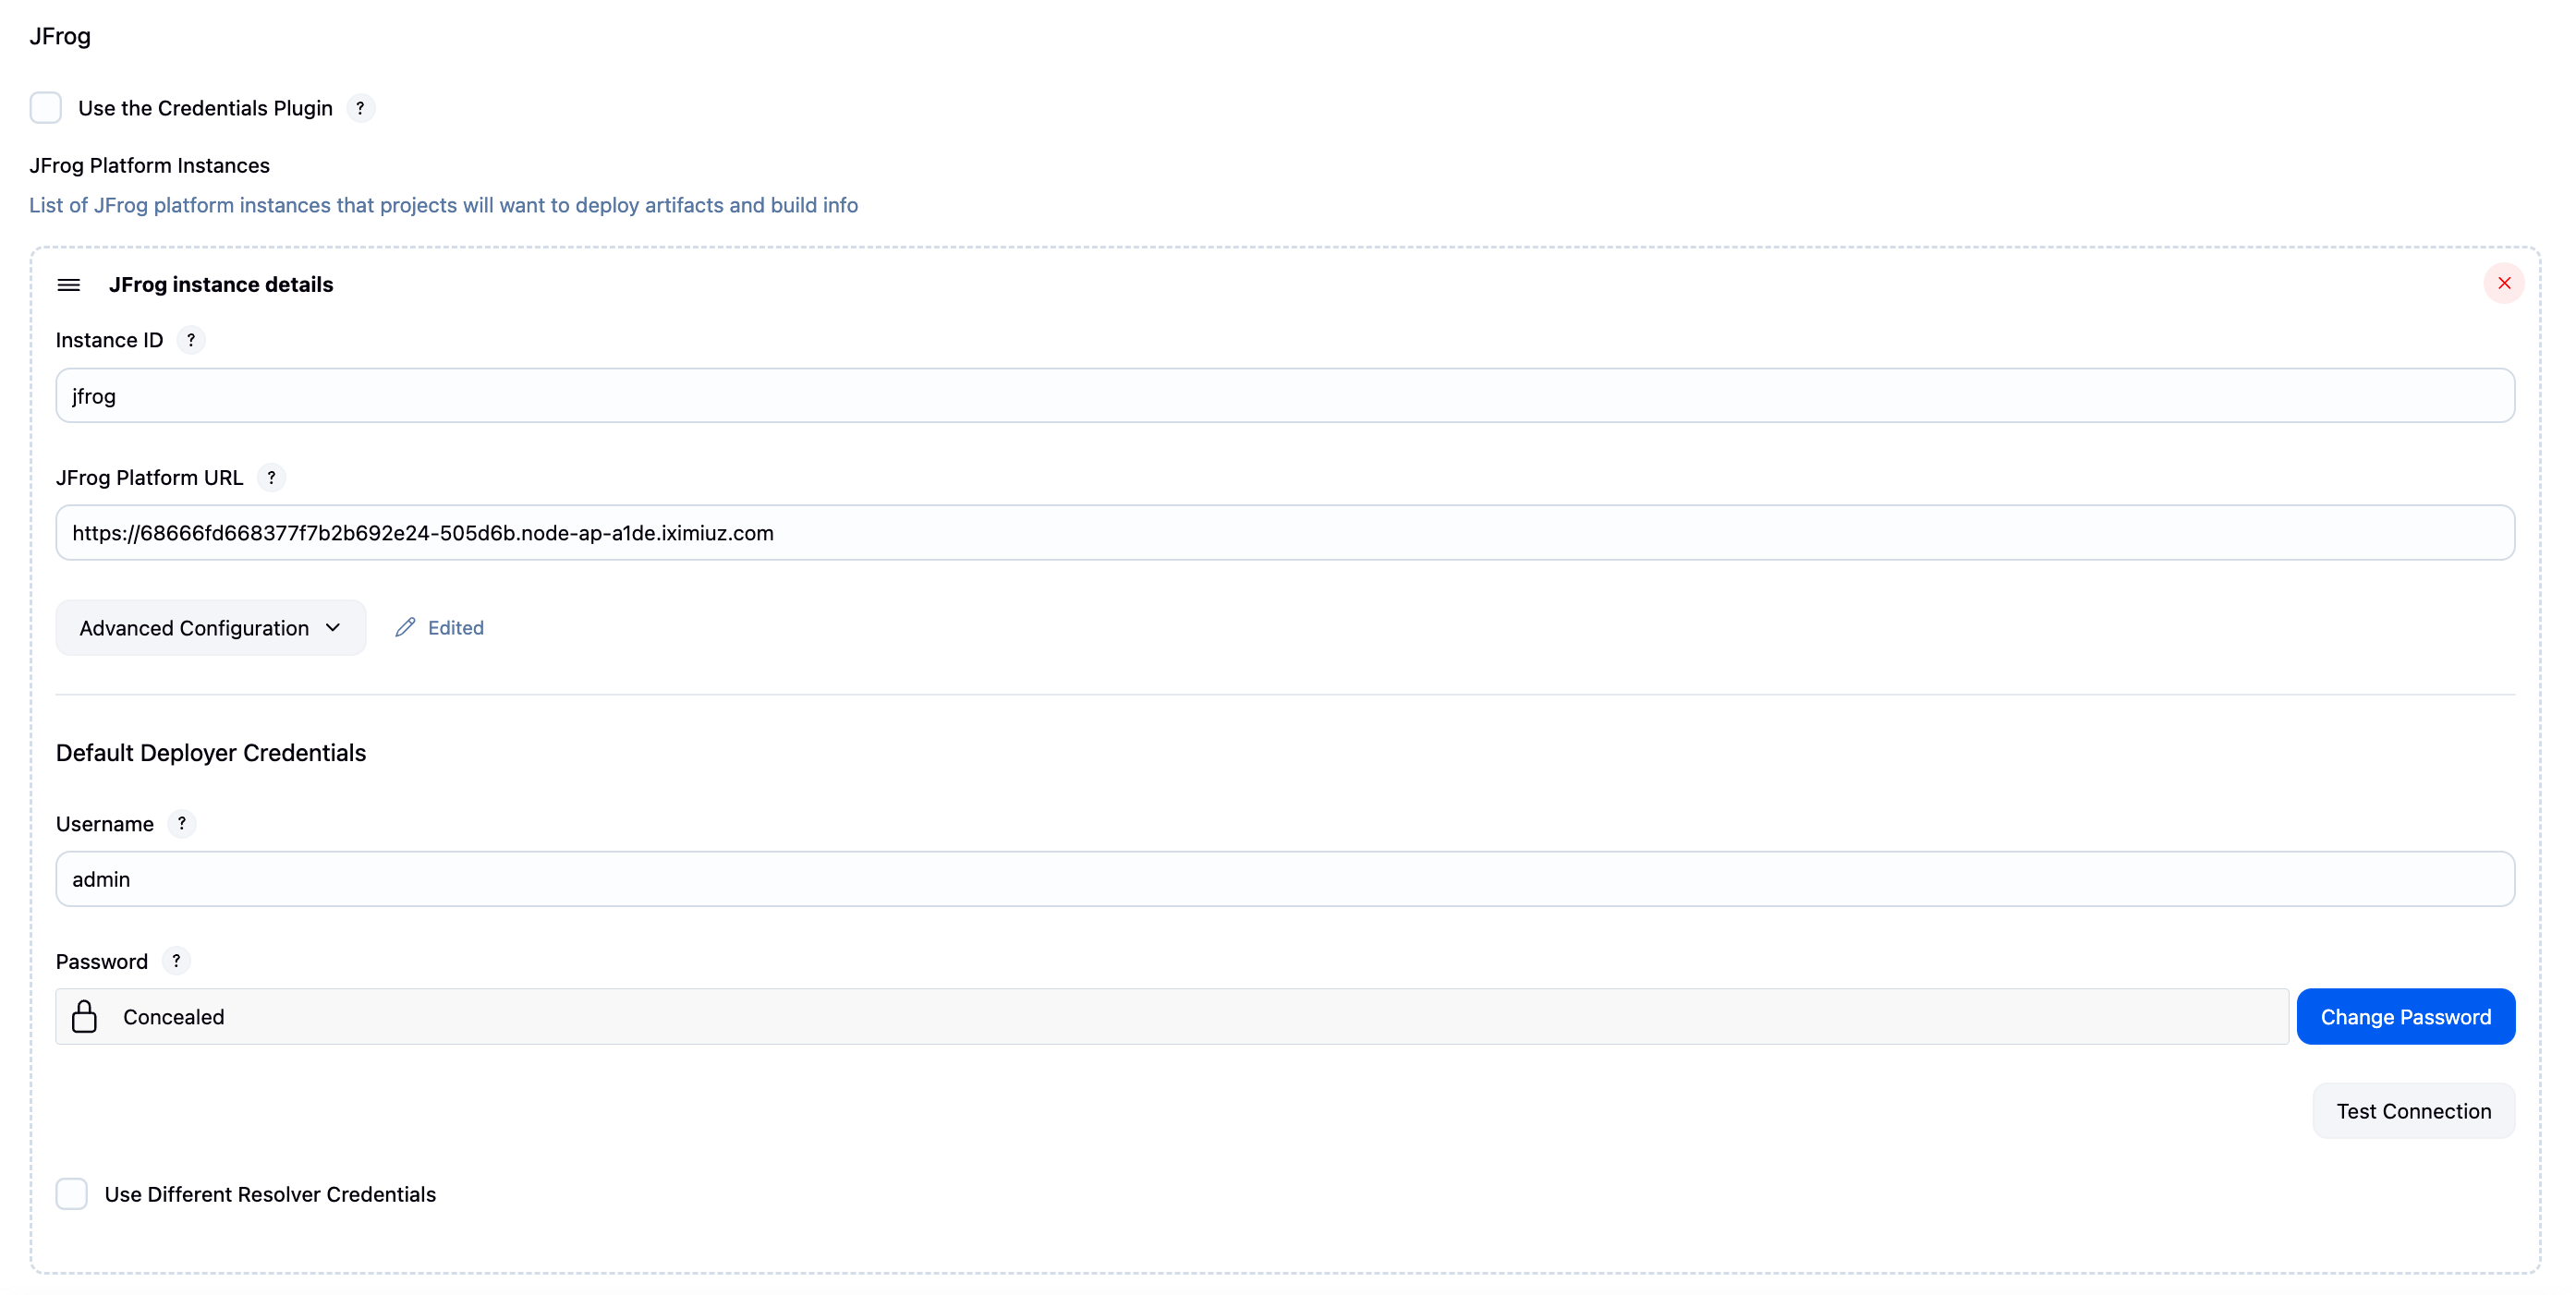 JFrog
Use the Credentials Plugin ?
JFrog Platform Instances
List of JFrog platform instances that projects will want to deploy artifacts and build info
JFrog instance details
Instance ID ?
jfrog
JFrog Platform URL ?
https://68666fd668377f7b2b692e24-505d6b.node-ap-a1de.iximiuz.com
Advanced Configuration Edited
Default Deployer Credentials
Username ?
admin
Password ?
Concealed Change Password
Test Connection
Use Different Resolver Credentials